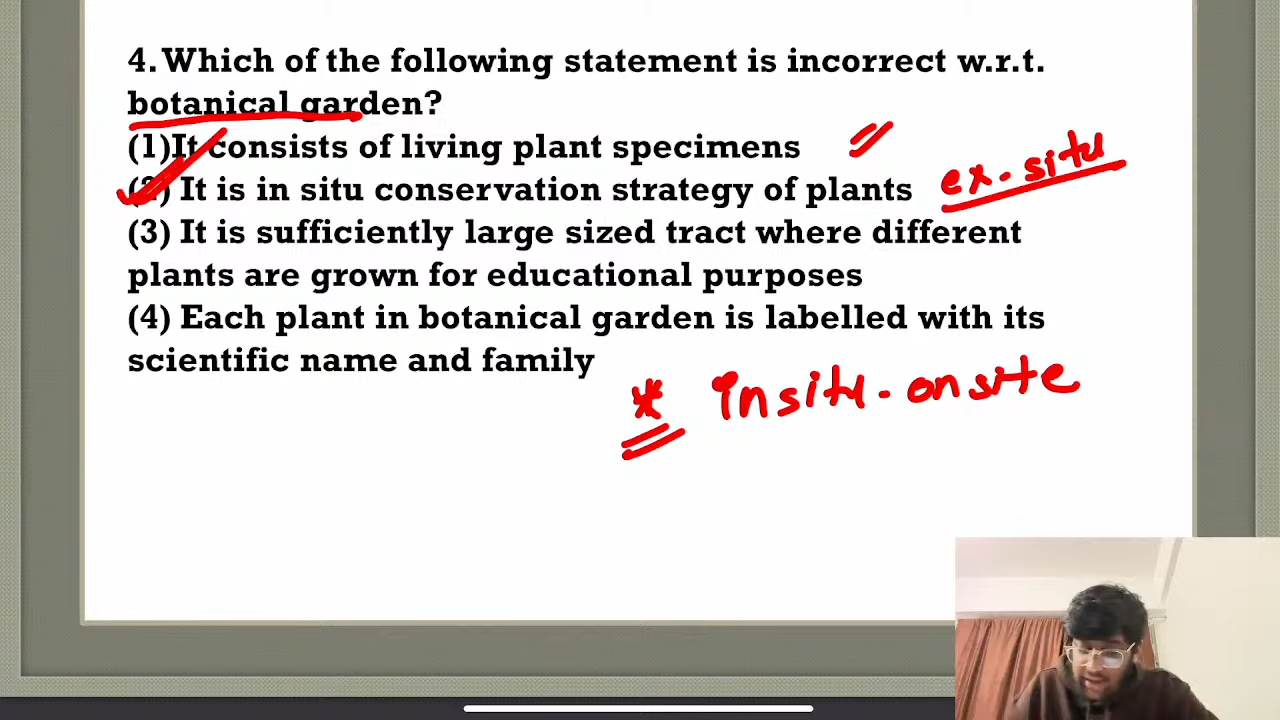 4. Which of the following statement is incorrect w.r.t.
botanical garden?
(1)It consists of living plant specimens
(2) It is in situ conservation strategy of plants ex-situ
(3) It is sufficiently large sized tract where different
plants are grown for educational purposes
(4) Each plant in botanical garden is labelled with its
scientific name and family
* insitu-onsite